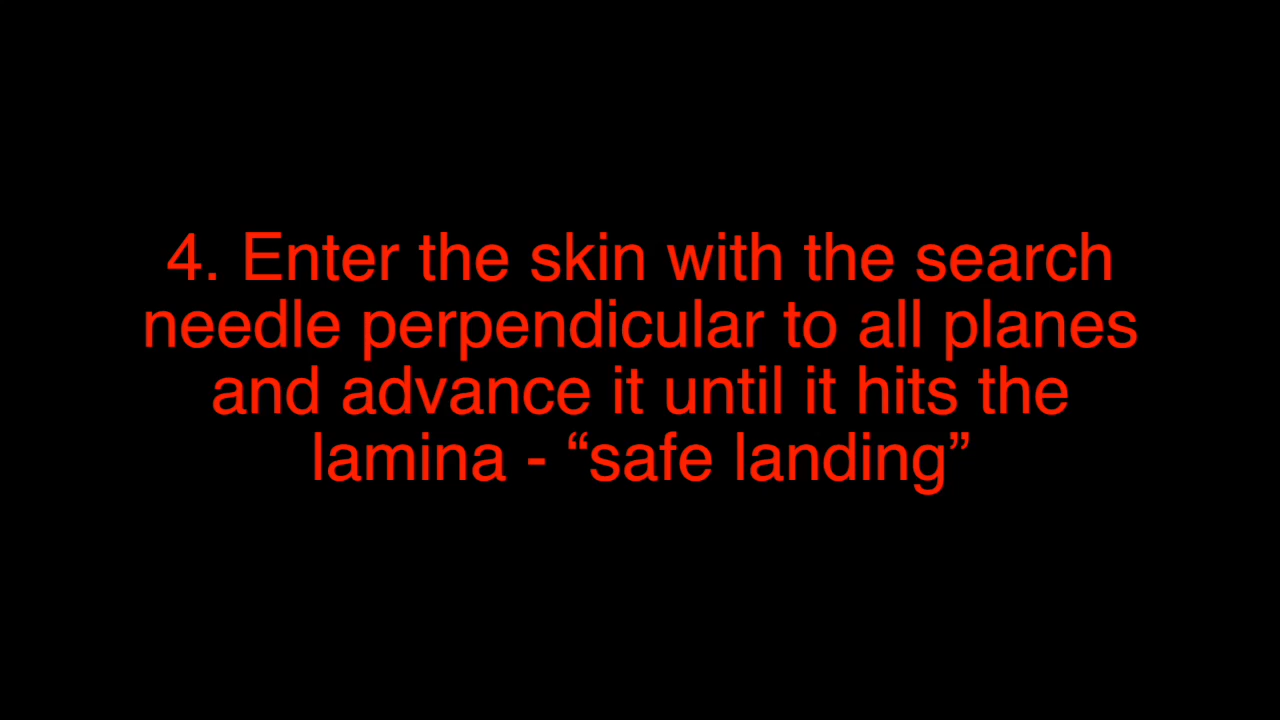 4. Enter the skin with the search
needle perpendicular to all planes
and advance it until it hits the
lamina - “safe landing”